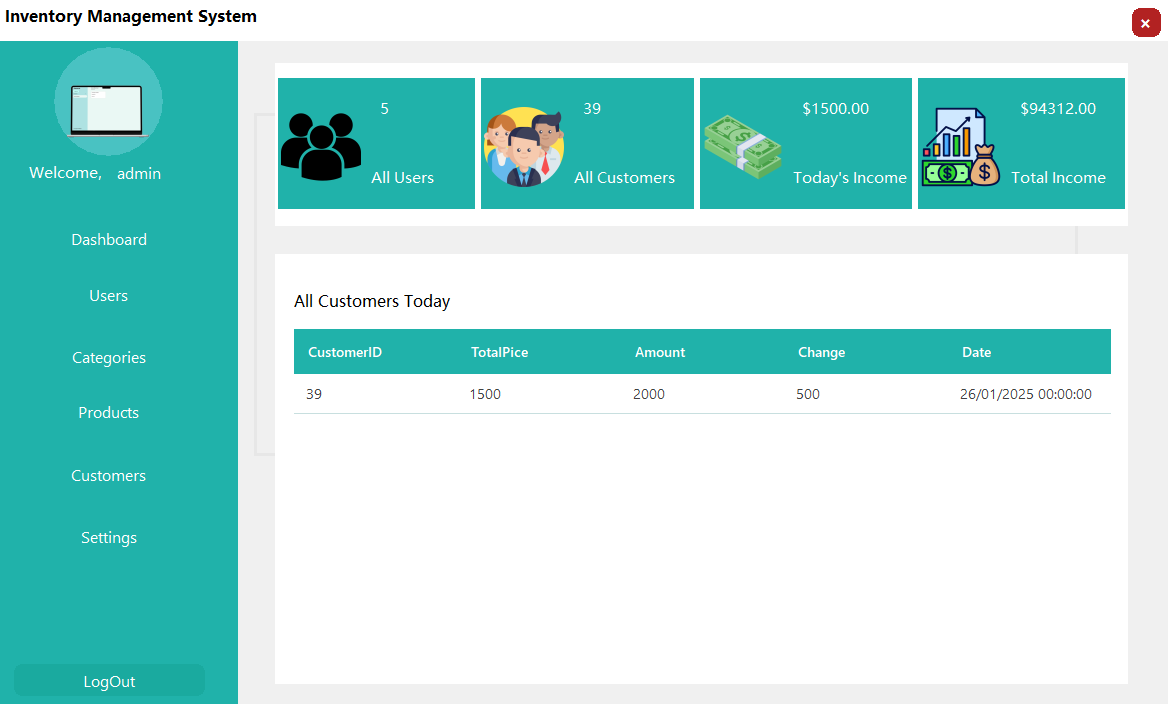 Inventory Management System
×
Welcome, admin
Dashboard
Users
Categories
Products
Customers
Settings
LogOut
5
All Users
39
All Customers
$1500.00
Today's Income
$94312.00
Total Income
All Customers Today
CustomerID TotalPice Amount Change Date
39 1500 2000 500 26/01/2025 00:00:00